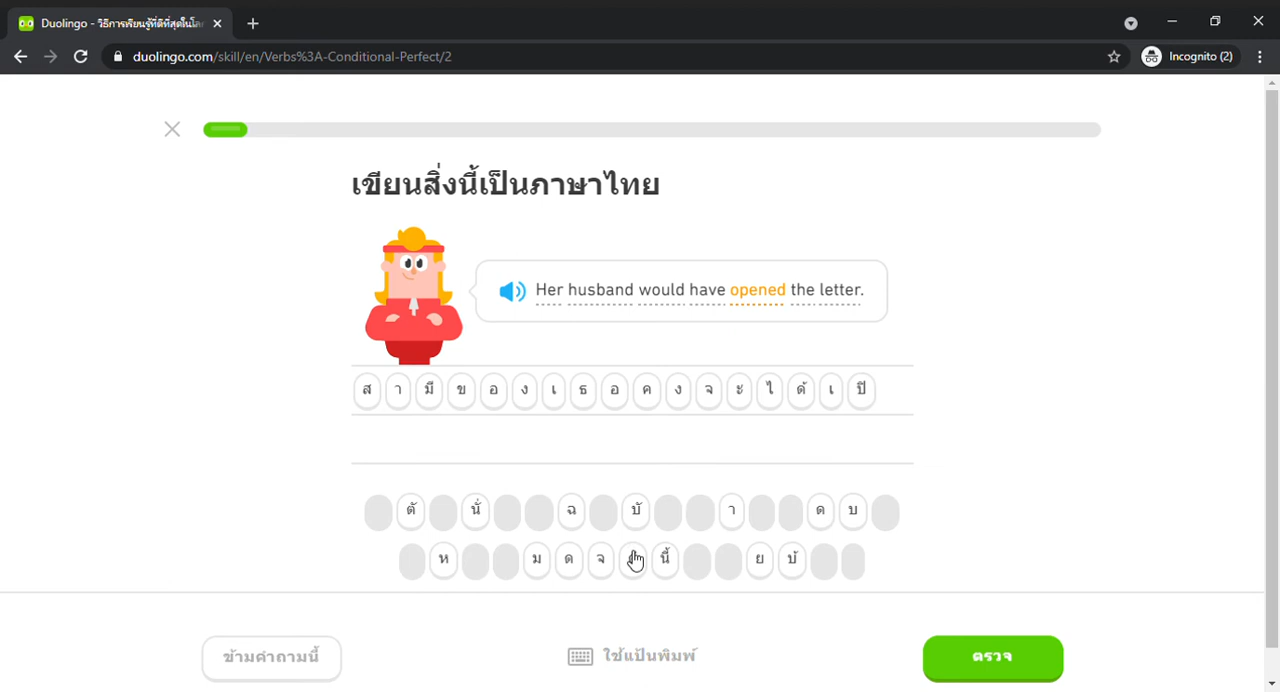 Duolingo - วิธีการเรียนรู้ที่ดีที่สุดในโล
duolingo.com/skill/en/Verbs%3A-Conditional-Perfect/2
Incognito (2)
เขียนสิ่งนี้เป็นภาษาไทย
Her husband would have opened the letter.
ส า มี ข อ ง เ ธ อ ค ง จ ะ ไ ด้ เ ปิ
ตั นั่ ฉ บั า ด บ
ห ม ด จ นี้ ย บ้
ข้ามคำถามนี้
ใช้แป้นพิมพ์
ตรวจ